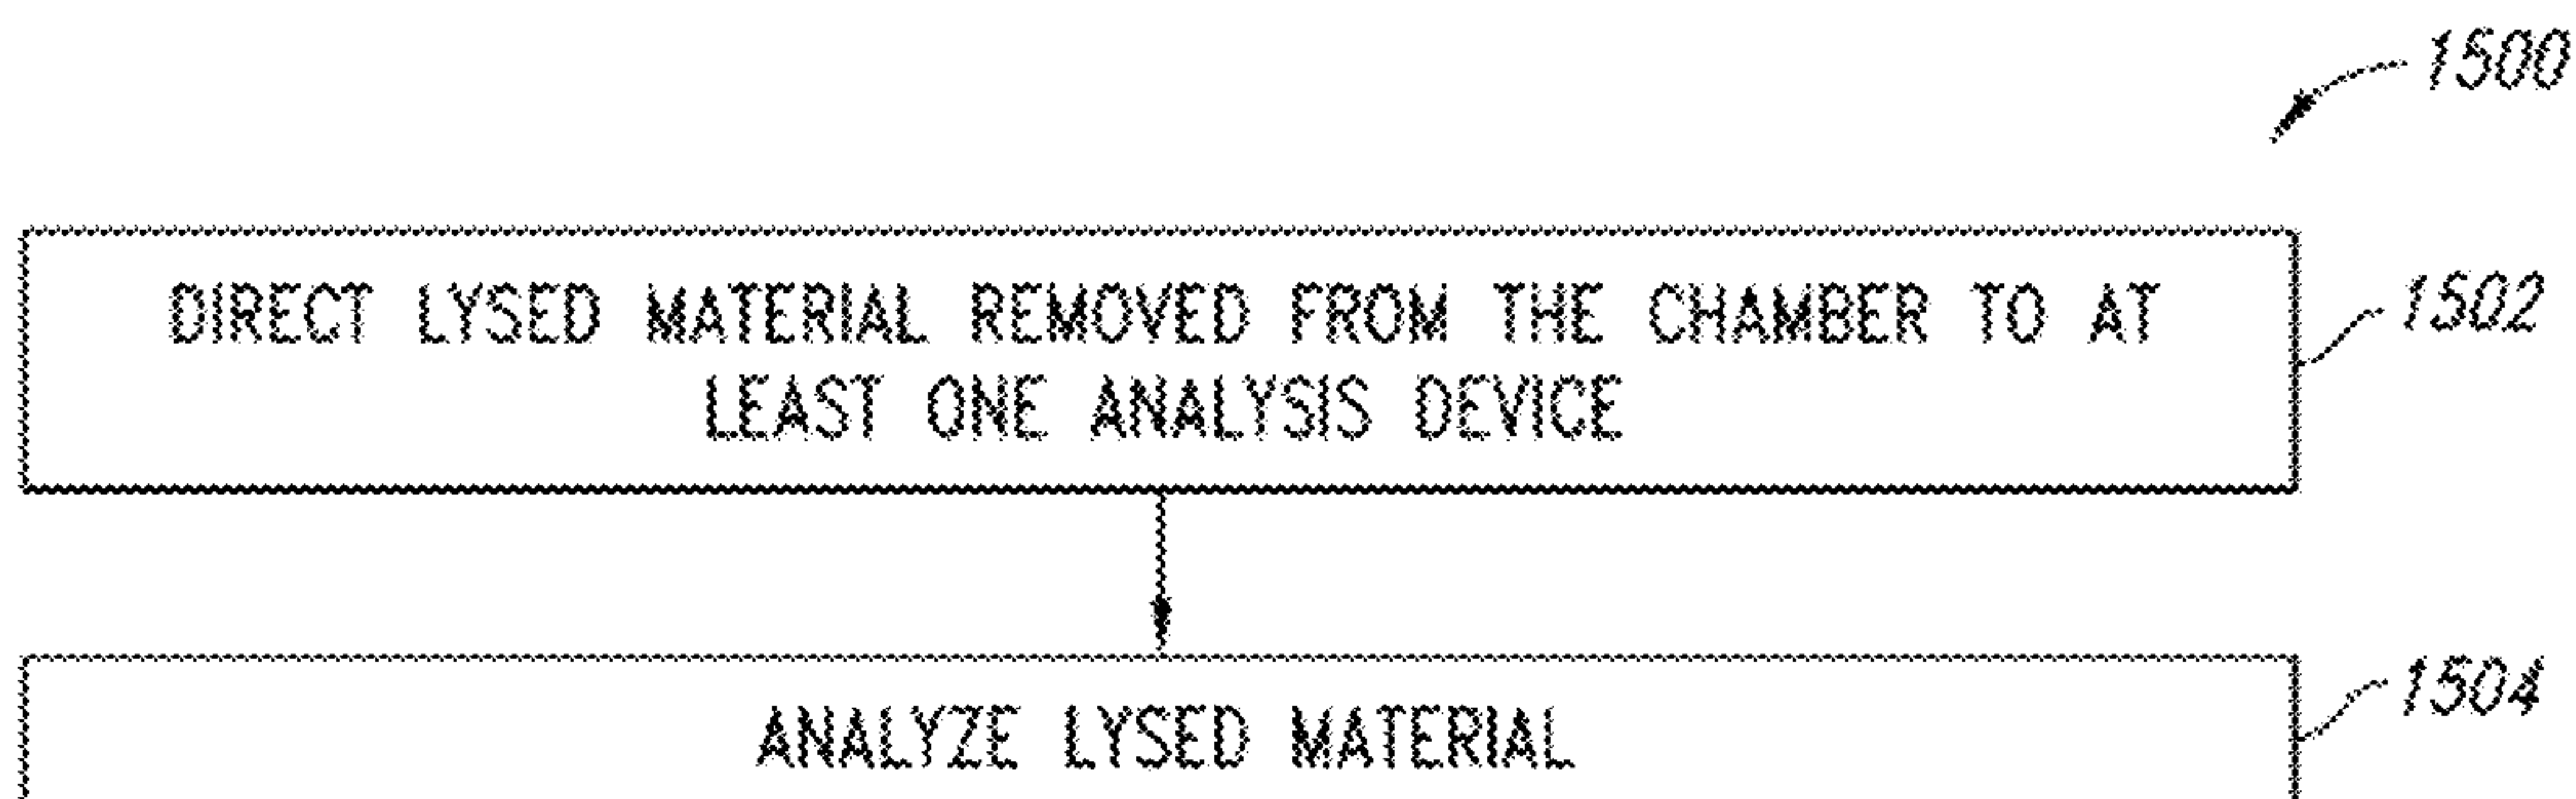 1500
DIRECT LYSED MATERIAL REMOVED FROM THE CHAMBER TO AT
LEAST ONE ANALYSIS DEVICE
1502
ANALYZE LYSED MATERIAL
1504